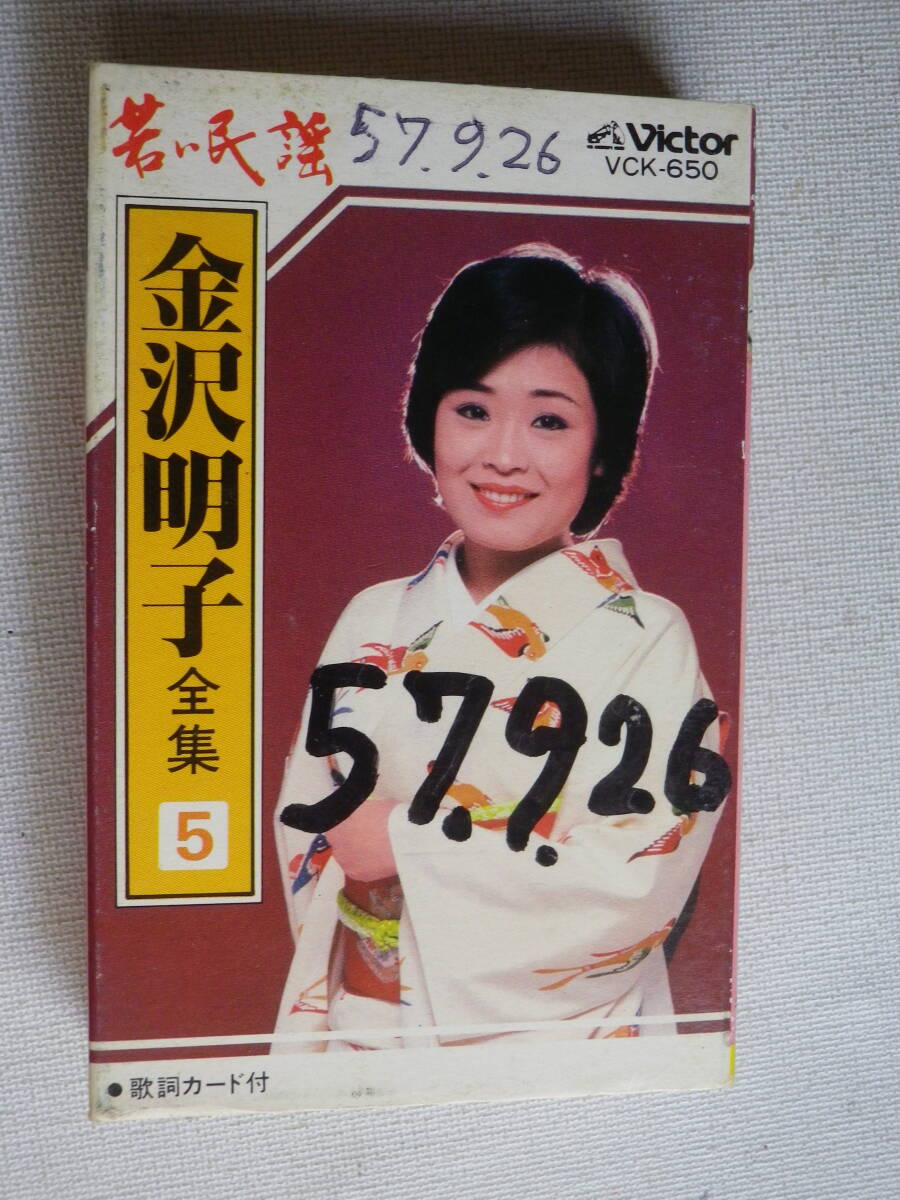 若い民謡
57.9.26
Victor
VCK-650
金沢明子
全集
5
57.9.26
● 歌詞カード付